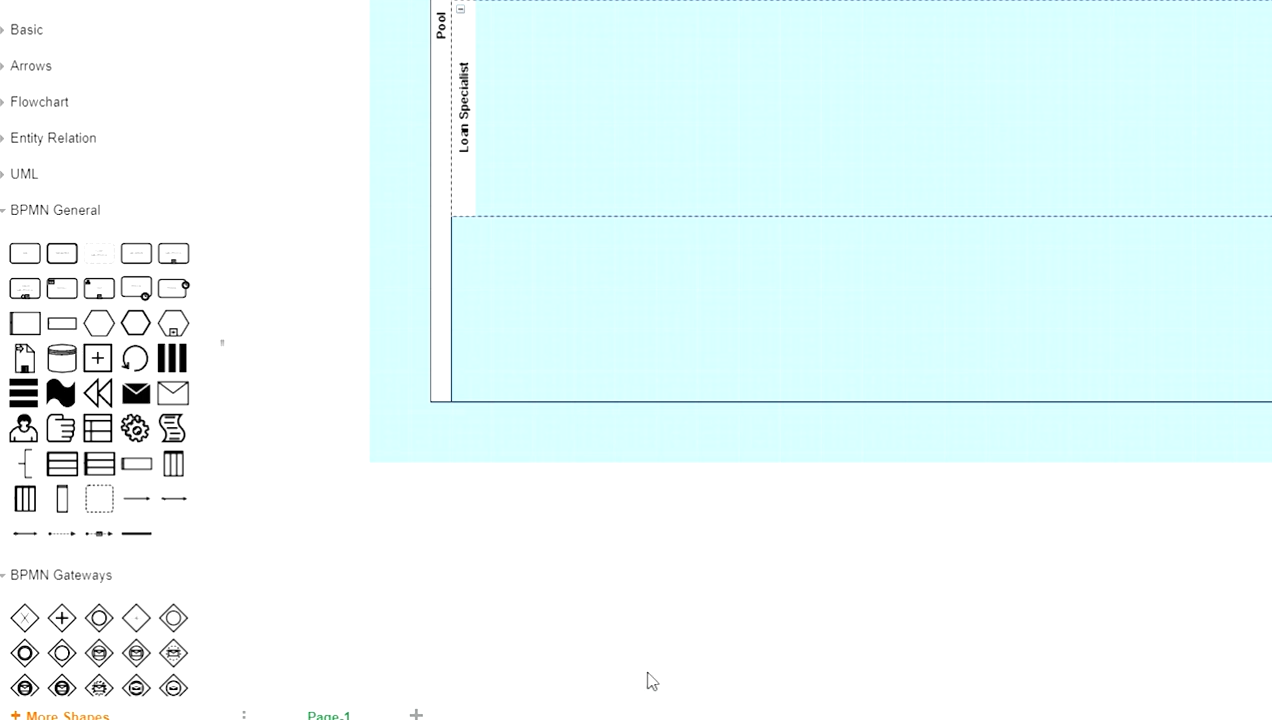 Basic
Arrows
Flowchart
Entity Relation
UML
BPMN General
BPMN Gateways
+ More Shapes
Page-1
Pool
Loan Specialist